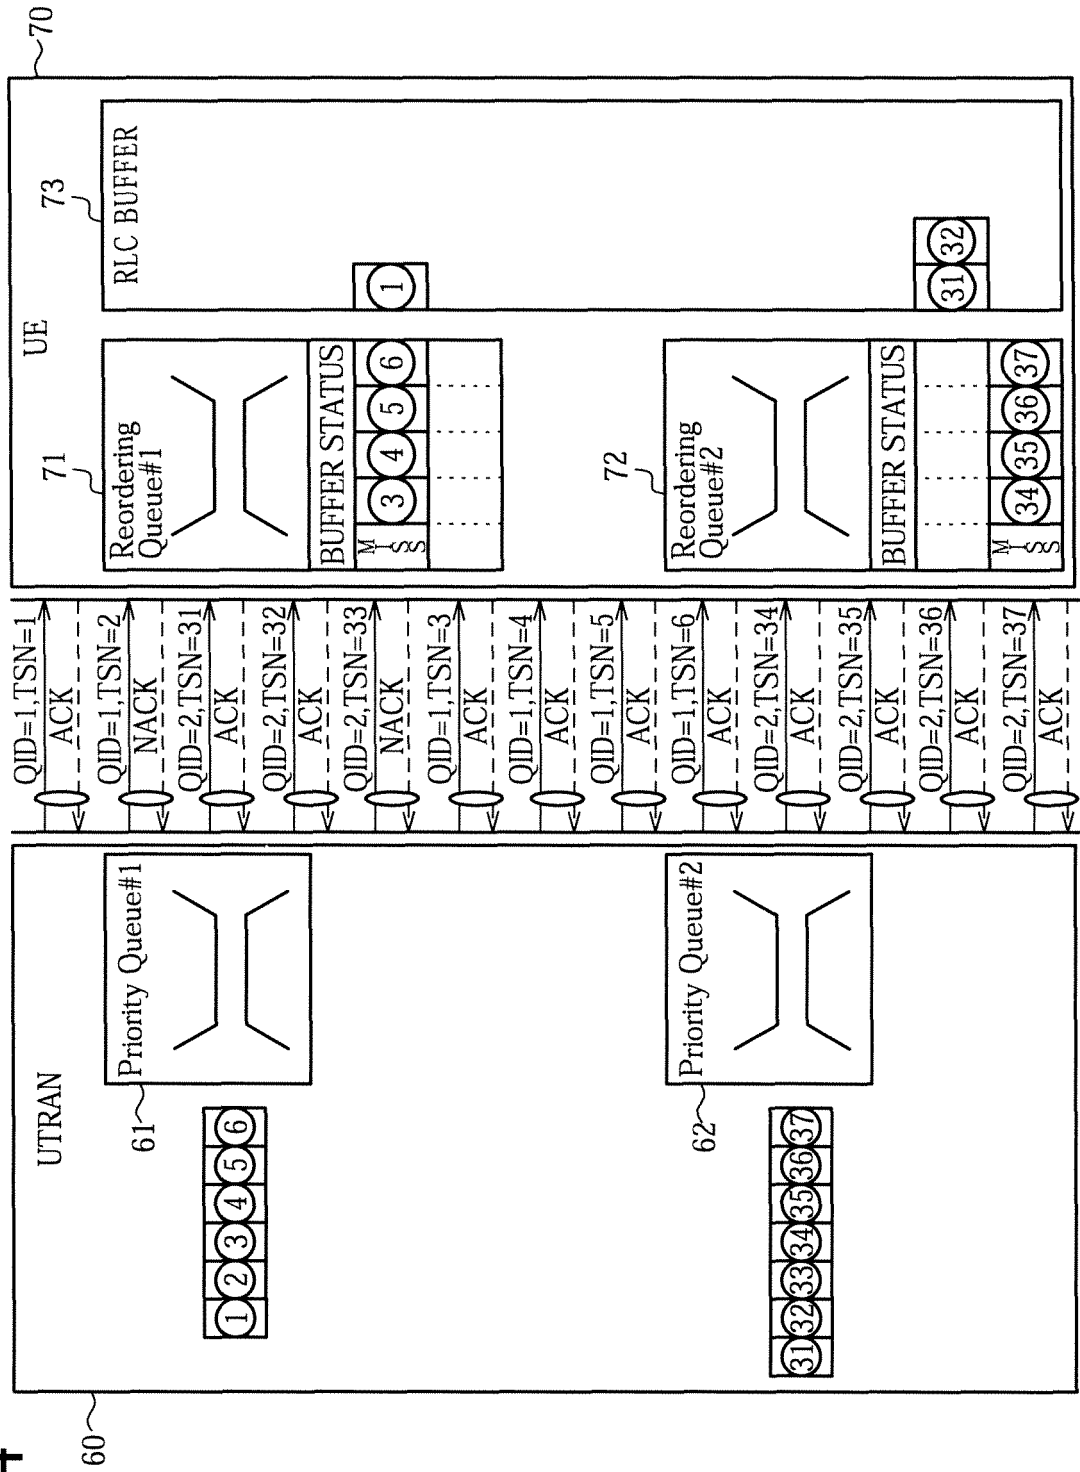 70
UE
73
RLC BUFFER
1
31 32
71
Reordering
Queue#1
BUFFER STATUS
MISS 3 4 5 6
72
Reordering
Queue#2
BUFFER STATUS
MISS 34 35 36 37
QID=1,TSN=1
ACK
QID=1,TSN=2
NACK
QID=2,TSN=31
ACK
QID=2,TSN=32
ACK
QID=2,TSN=33
NACK
QID=1,TSN=3
ACK
QID=1,TSN=4
ACK
QID=1,TSN=5
ACK
QID=1,TSN=6
ACK
QID=2,TSN=34
ACK
QID=2,TSN=35
ACK
QID=2,TSN=36
ACK
QID=2,TSN=37
ACK
60
UTRAN
61
Priority Queue#1
1 2 3 4 5 6
62
Priority Queue#2
31 32 33 34 35 36 37